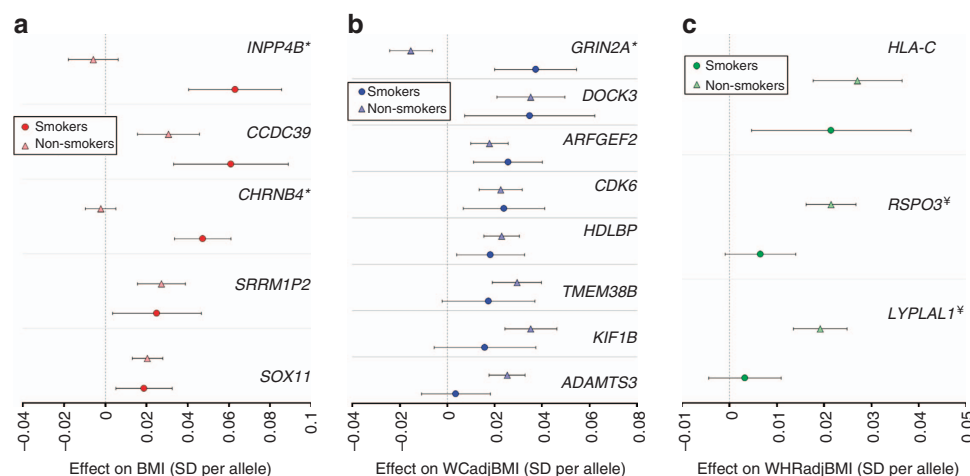 a
INPP4B*
Smokers
Non-smokers
CCDC39
CHRNB4*
SRRM1P2
SOX11
−0.04
−0.02
0
0.02
0.04
0.06
0.08
0.1
Effect on BMI (SD per allele)
b
GRIN2A*
Smokers
Non-smokers
DOCK3
ARFGEF2
CDK6
HDLBP
TMEM38B
KIF1B
ADAMTS3
−0.04
−0.02
0
0.02
0.04
0.06
0.08
Effect on WCadjBMI (SD per allele)
c
HLA-C
Smokers
Non-smokers
RSPO3¥
LYPLAL1¥
−0.01
0
0.01
0.02
0.03
0.04
0.05
Effect on WHRadjBMI (SD per allele)